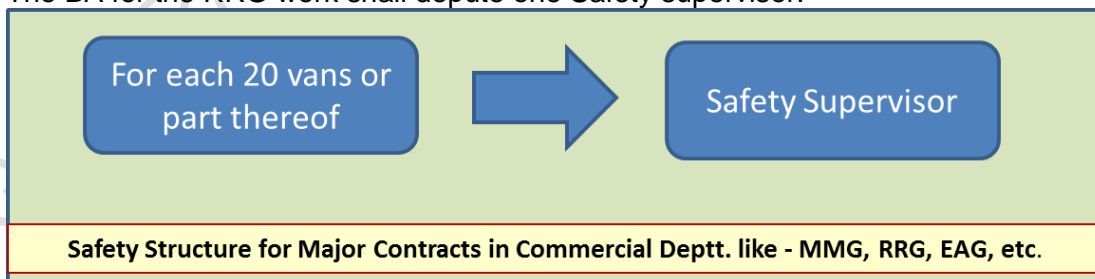 The BA for the RRG work shall depute one Safety supervisor.
For each 20 vans or
part thereof
Safety Supervisor
Safety Structure for Major Contracts in Commercial Deptt. like - MMG, RRG, EAG, etc.